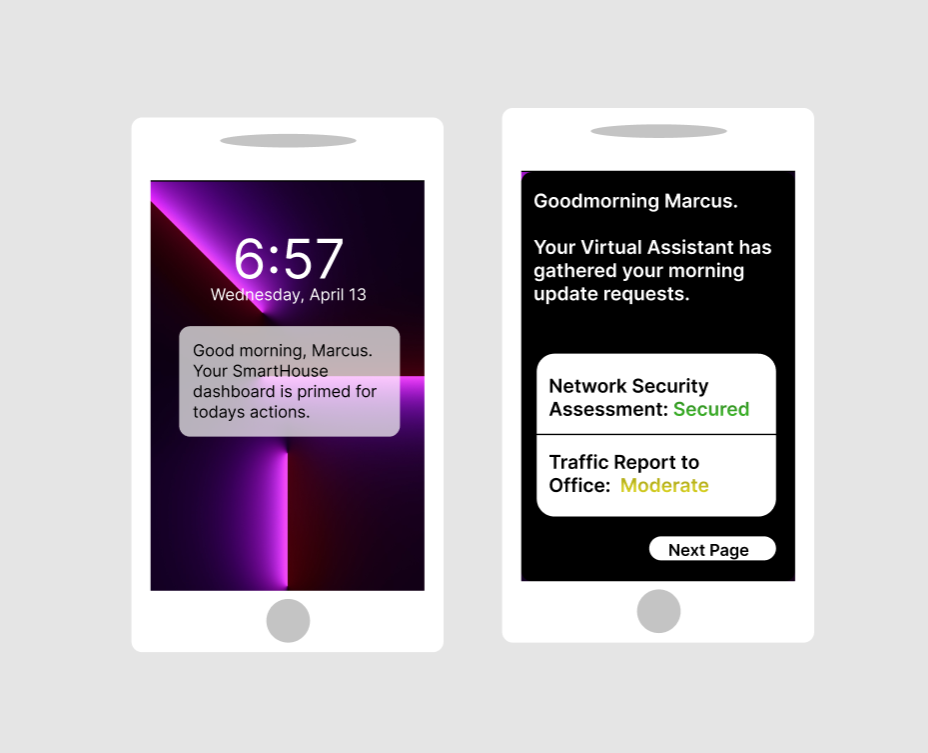 6:57
Wednesday, April 13
Good morning, Marcus.
Your SmartHouse
dashboard is primed for
todays actions.
Goodmorning Marcus.
Your Virtual Assistant has
gathered your morning
update requests.
Network Security
Assessment: Secured
Traffic Report to
Office: Moderate
Next Page